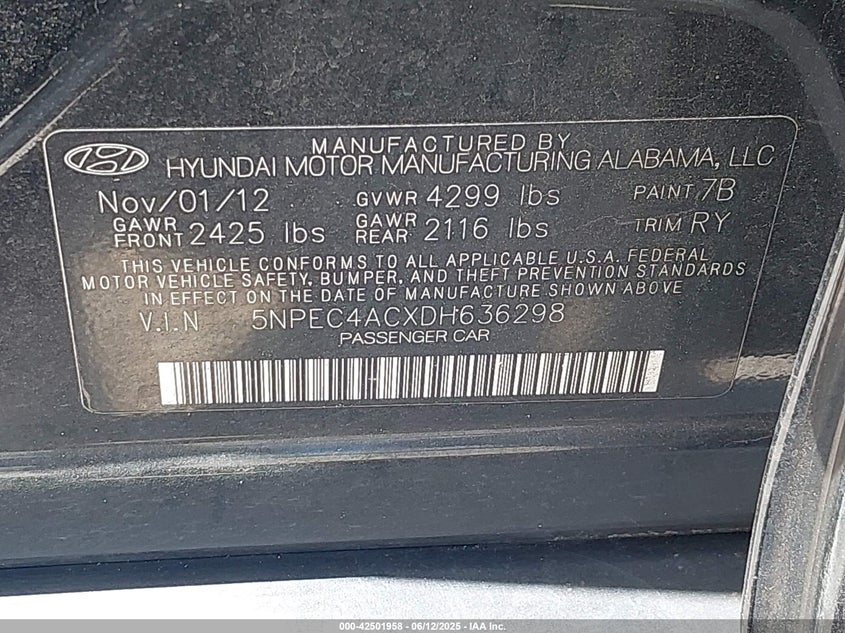 MANUFACTURED BY
HYUNDAI MOTOR MANUFACTURING ALABAMA, LLC
Nov/01/12 GVWR 4299 lbs PAINT 7B
GAWR FRONT 2425 lbs GAWR REAR 2116 lbs TRIM RY
THIS VEHICLE CONFORMS TO ALL APPLICABLE U.S.A. FEDERAL
MOTOR VEHICLE SAFETY, BUMPER, AND THEFT PREVENTION STANDARDS
IN EFFECT ON THE DATE OF MANUFACTURE SHOWN ABOVE.
V.I.N 5NPEC4ACXDH636298
PASSENGER CAR
000-42501958 - 06/12/2025 - IAA Inc.